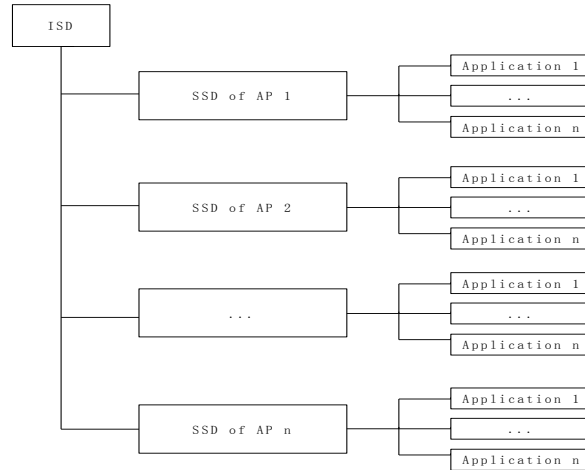 ISD
Application 1
SSD of AP 1
...
Application n
Application 1
SSD of AP 2
...
Application n
Application 1
...
...
Application n
Application 1
SSD of AP n
...
Application n